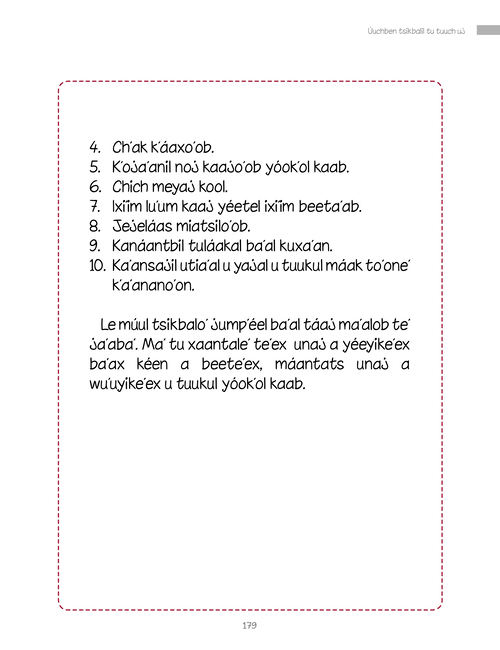 Úuchben tsikbalil tu tuuch uj
4. Ch'ak k'áaxo'ob.
5. K'oja'anil noj kaajo'ob yóok'ol kaab.
6. Chich meyaj kool.
7. Ixi'im lu'um kaaj yéetel ixi'im beeta'ab.
8. Jejeláas miatsilo'ob.
9. Kanáantbil tuláakal ba'al kuxa'an.
10. Ka'ansajil utia'al u yajal u tuukul máak to'one'
k'a'anano'on.
Le múul tsikbalo' jump'éel ba'al táaj ma'alob te'
ja'aba'. Ma' tu xaantale' te'ex unaj a yéeyike'ex
ba'ax kéen a beete'ex, máantats unaj a
wu'uyike'ex u tuukul yóok'ol kaab.
179